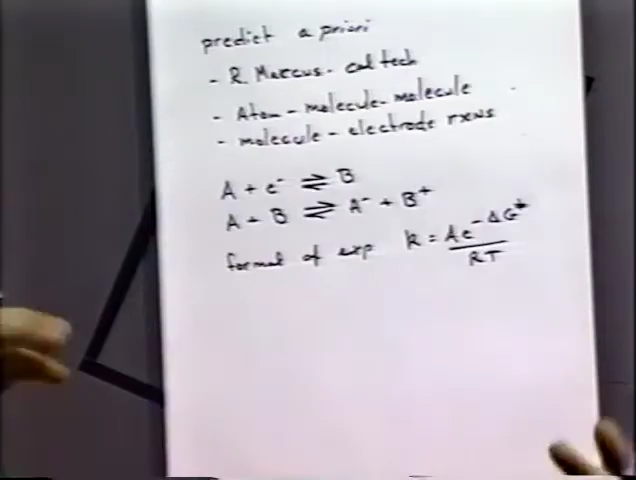 predict a priori
- R. Marcus - cal tech
- Atom - molecule - molecule
- molecule - electrode rxns
A + e⁻ ⇌ B
A + B ⇌ A⁻ + B⁺
format of exp k = Ae^-ΔG^* / RT